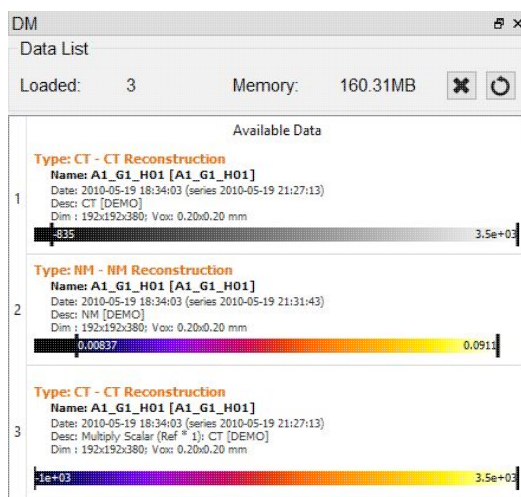 DM
Data List
Loaded: 3 Memory: 160.31MB
Available Data
1
Type: CT - CT Reconstruction
Name: A1_G1_H01 [A1_G1_H01]
Date: 2010-05-19 18:34:03 (series 2010-05-19 21:27:13)
Desc: CT [DEMO]
Dim : 192x192x380; Vox: 0.20x0.20 mm
-835 3.5e+03
2
Type: NM - NM Reconstruction
Name: A1_G1_H01 [A1_G1_H01]
Date: 2010-05-19 18:34:03 (series 2010-05-19 21:31:43)
Desc: NM [DEMO]
Dim : 192x192x380; Vox: 0.20x0.20 mm
0.00837 0.0911
3
Type: CT - CT Reconstruction
Name: A1_G1_H01 [A1_G1_H01]
Date: 2010-05-19 18:34:03 (series 2010-05-19 21:27:13)
Desc: Multiply Scalar (Ref * 1): CT [DEMO]
Dim : 192x192x380; Vox: 0.20x0.20 mm
-1e+03 3.5e+03